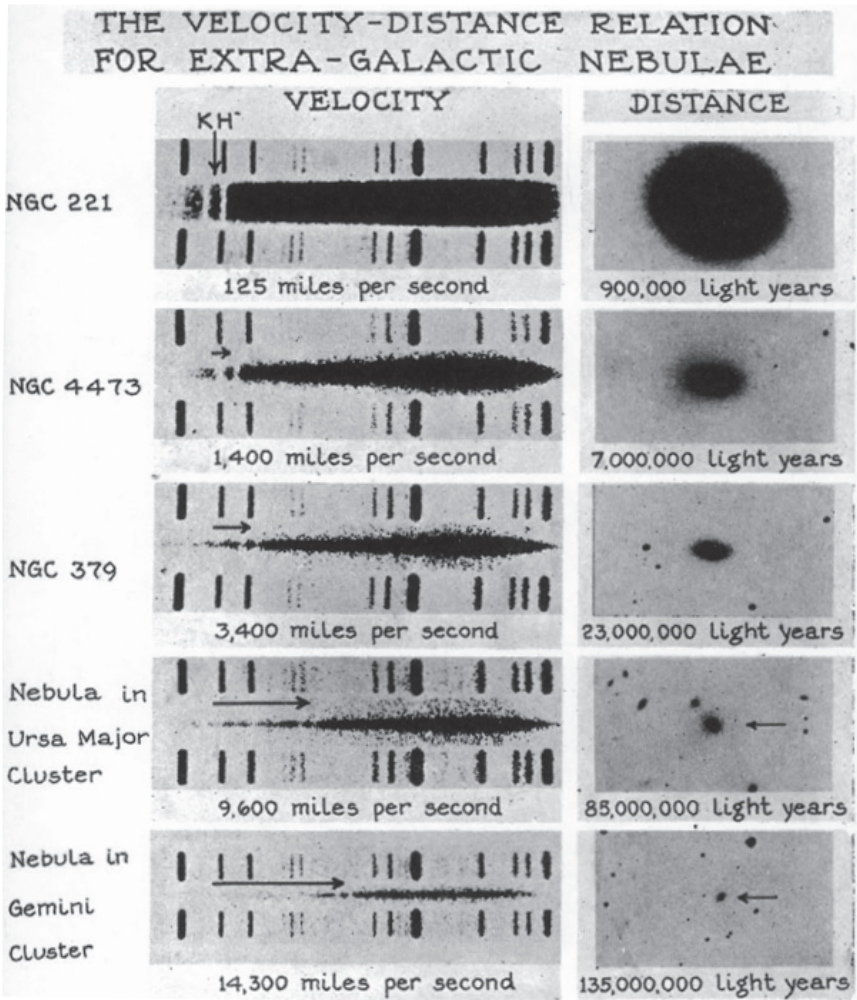 THE VELOCITY-DISTANCE RELATION
FOR EXTRA-GALACTIC NEBULAE
VELOCITY
DISTANCE
KH
NGC 221
125 miles per second
900,000 light years
NGC 4473
1,400 miles per second
7,000,000 light years
NGC 379
3,400 miles per second
23,000,000 light years
Nebula in
Ursa Major
Cluster
9,600 miles per second
85,000,000 light years
Nebula in
Gemini
Cluster
14,300 miles per second
135,000,000 light years